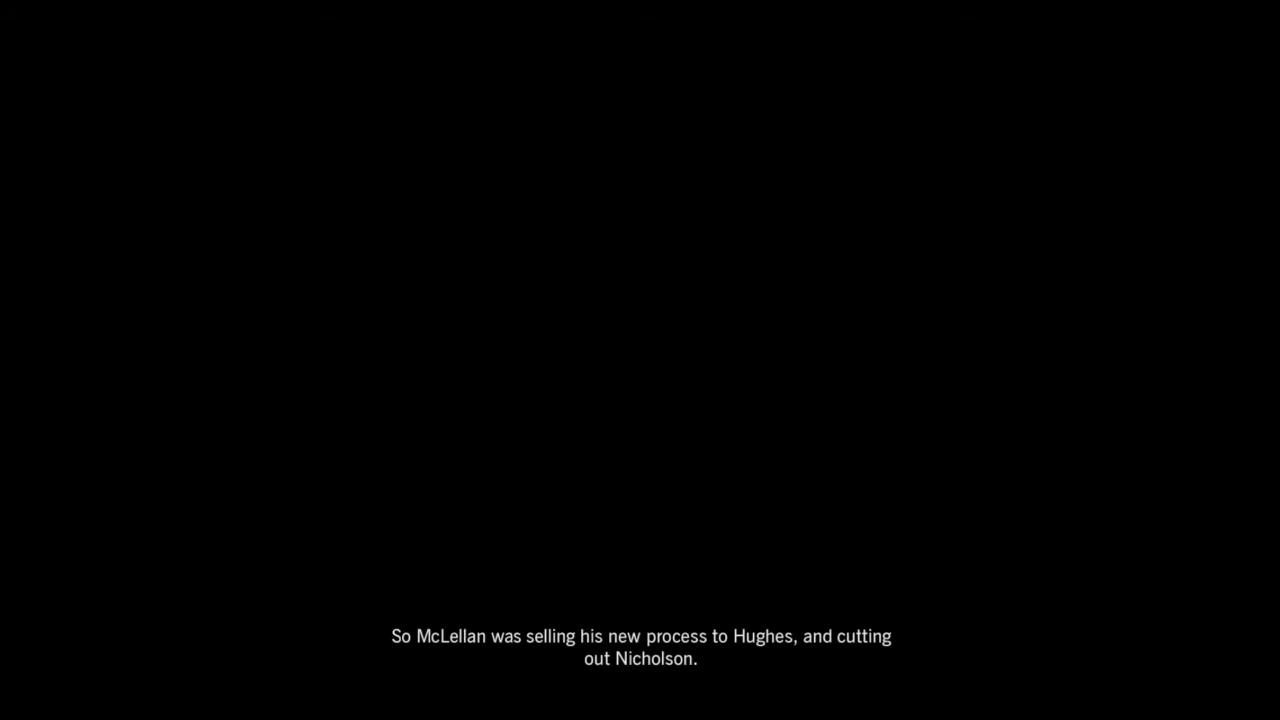 So McLellan was selling his new process to Hughes, and cutting
out Nicholson.